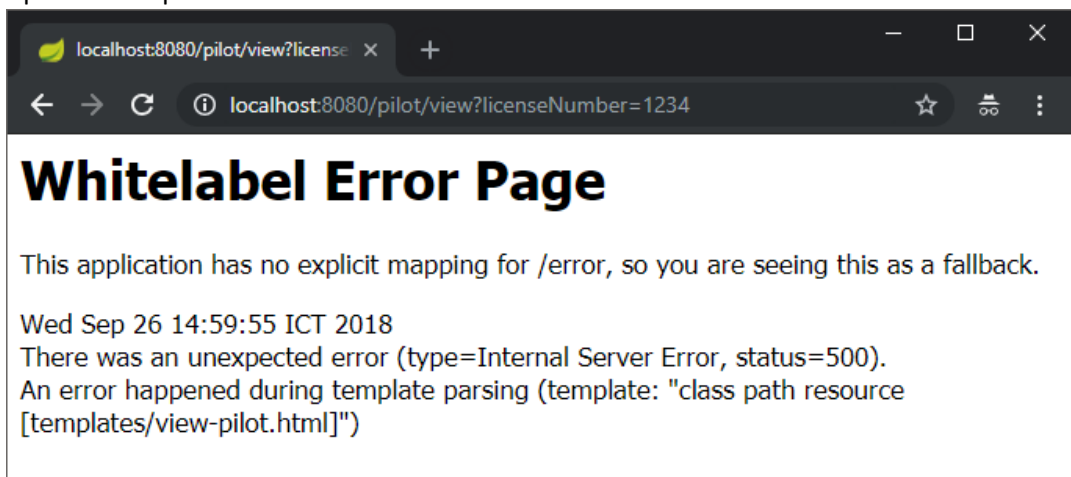 localhost:8080/pilot/view?license
localhost:8080/pilot/view?licenseNumber=1234
Whitelabel Error Page
This application has no explicit mapping for /error, so you are seeing this as a fallback.
Wed Sep 26 14:59:55 ICT 2018
There was an unexpected error (type=Internal Server Error, status=500).
An error happened during template parsing (template: "class path resource
[templates/view-pilot.html]")